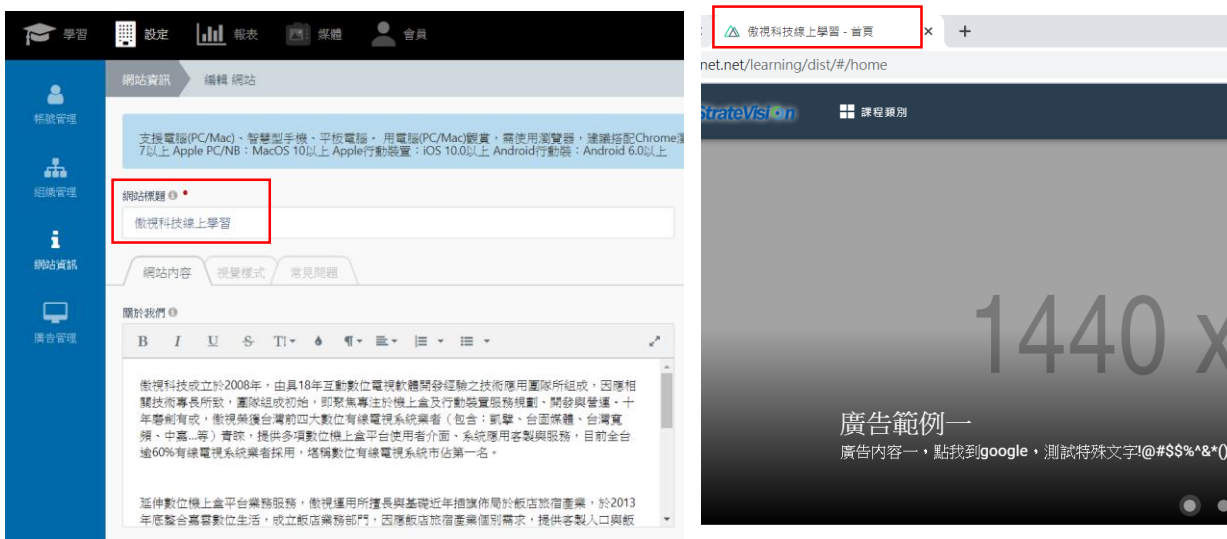 學習
設定
報表
媒體
會員
帳號管理
組織管理
網站資訊
廣告管理
網站資訊
編輯 網站
支援電腦(PC/Mac)、智慧型手機、平板電腦。用電腦(PC/Mac)觀賞，需使用瀏覽器，建議搭配Chrome瀏
7以上 Apple PC/NB：MacOS 10以上 Apple行動裝置：iOS 10.0以上 Android行動裝：Android 6.0以上
網站標題
傲視科技線上學習
網站內容
視覺樣式
常見問題
關於我們
傲視科技成立於2008年，由具18年互動數位電視軟體開發經驗之技術應用團隊所組成，因應相
關技術專長所致，團隊組成初始，即聚焦專注於機上盒及行動裝置服務規劃、開發與營運。十
年磨劍有成，傲視榮獲台灣前四大數位有線電視系統業者（包含：凱擘、台固媒體、台灣寬
頻、中嘉...等）青睞，提供多項數位機上盒平台使用者介面、系統應用客製與服務，目前全台
逾60%有線電視系統業者採用，堪稱數位有線電視系統市佔第一名。
延伸數位機上盒平台業務服務，傲視運用所擅長與基礎近年插旗佈局於飯店旅宿產業，於2013
年底整合嘉雲數位生活，成立飯店業務部門，因應飯店旅宿產業個別需求，提供客製入口與飯
傲視科技線上學習 - 首頁
net.net/learning/dist/#/home
StrateVision
課程類別
1440 x
廣告範例一
廣告內容一，點我到google，測試特殊文字!@#$$%^&*()